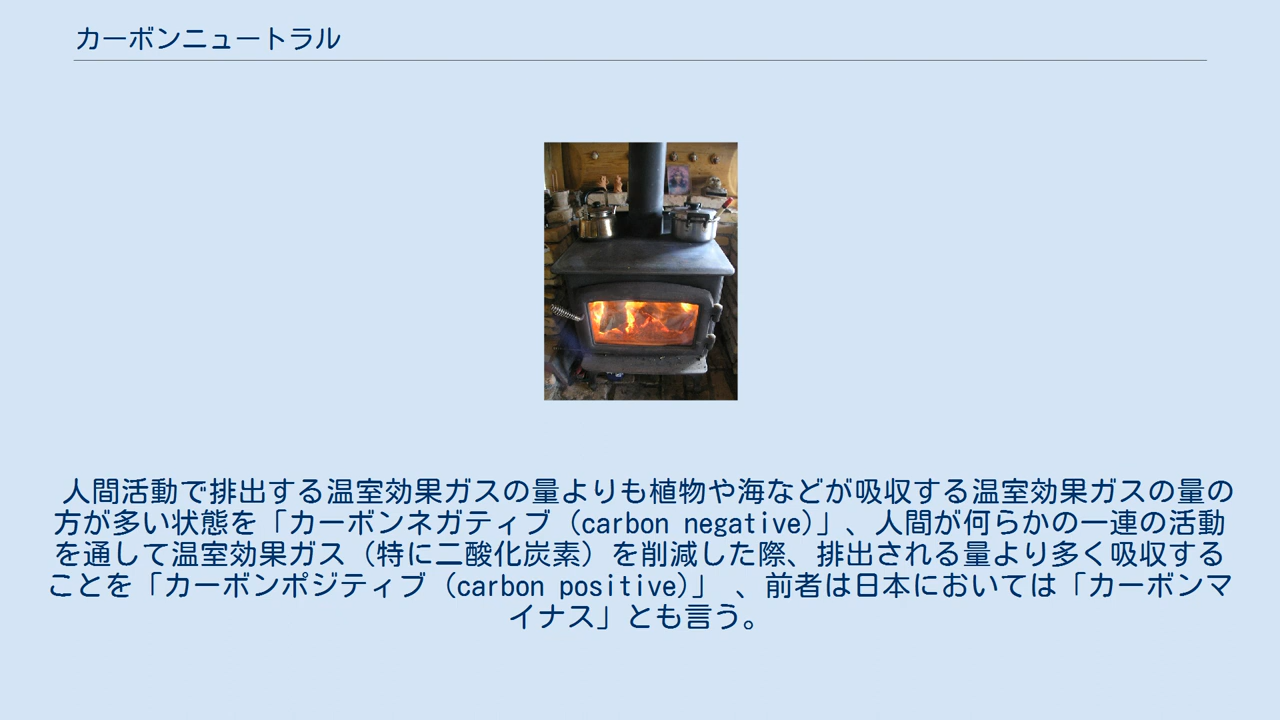 カーボンニュートラル
人間活動で排出する温室効果ガスの量よりも植物や海などが吸収する温室効果ガスの量の
方が多い状態を「カーボンネガティブ（carbon negative)」、人間が何らかの一連の活動
を通して温室効果ガス（特に二酸化炭素）を削減した際、排出される量より多く吸収する
ことを「カーボンポジティブ（carbon positive)」 、前者は日本においては「カーボンマ
イナス」とも言う。